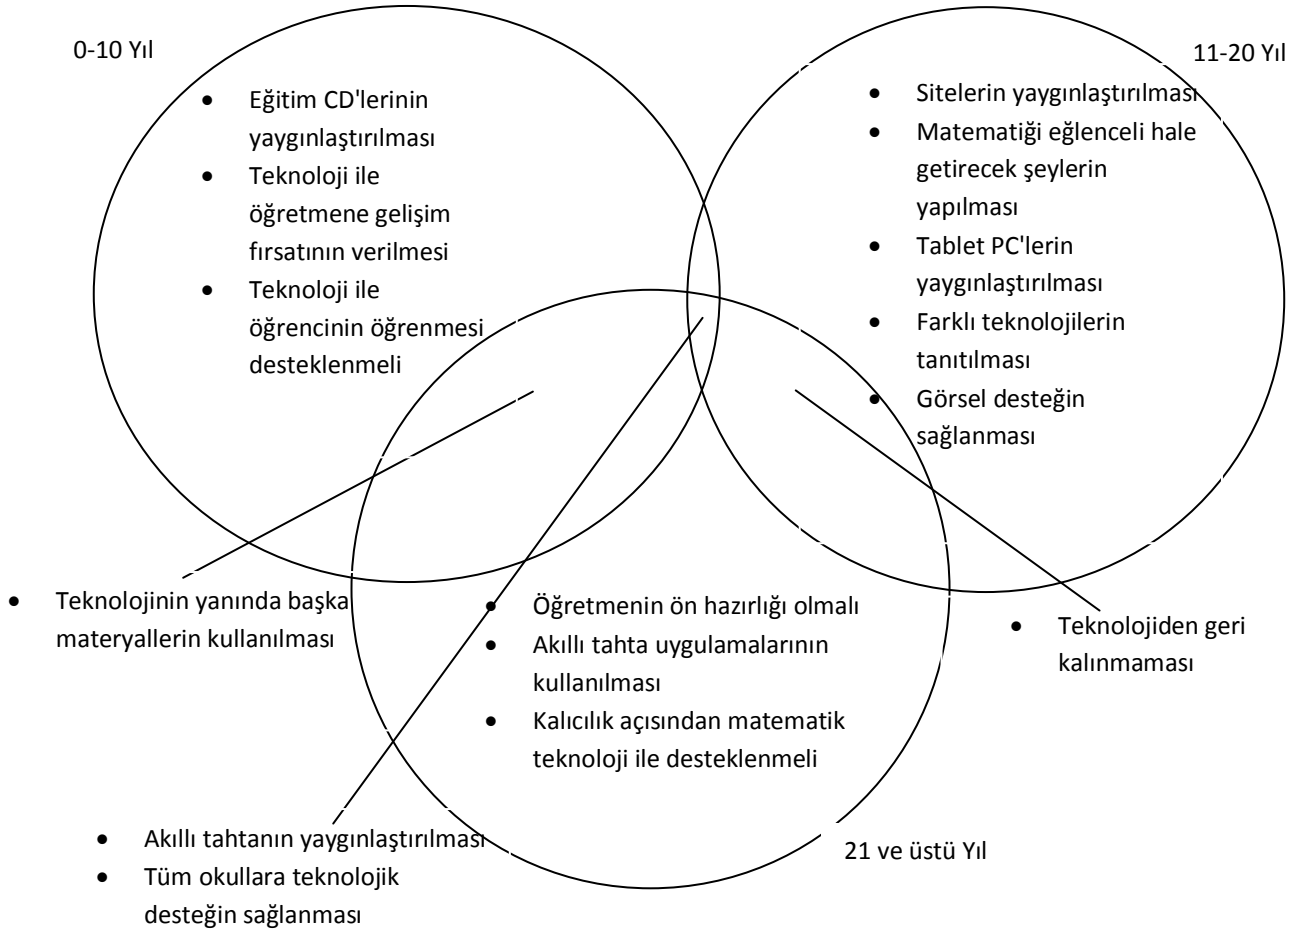 0-10 Yıl
• Eğitim CD'lerinin
yaygınlaştırılması
• Teknoloji ile
öğretmene gelişim
fırsatının verilmesi
• Teknoloji ile
öğrencinin öğrenmesi
desteklenmeli
11-20 Yıl
• Sitelerin yaygınlaştırılması
• Matematiği eğlenceli hale
getirecek şeylerin
yapılması
• Tablet PC'lerin
yaygınlaştırılması
• Farklı teknolojilerin
tanıtılması
• Görsel desteğin
sağlanması
• Teknolojinin yanında başka
materyallerin kullanılması
• Öğretmenin ön hazırlığı olmalı
• Akıllı tahta uygulamalarının
kullanılması
• Kalıcılık açısından matematik
teknoloji ile desteklenmeli
• Teknolojiden geri
kalınmaması
• Akıllı tahtanın yaygınlaştırılması
• Tüm okullara teknolojik
desteğin sağlanması
21 ve üstü Yıl